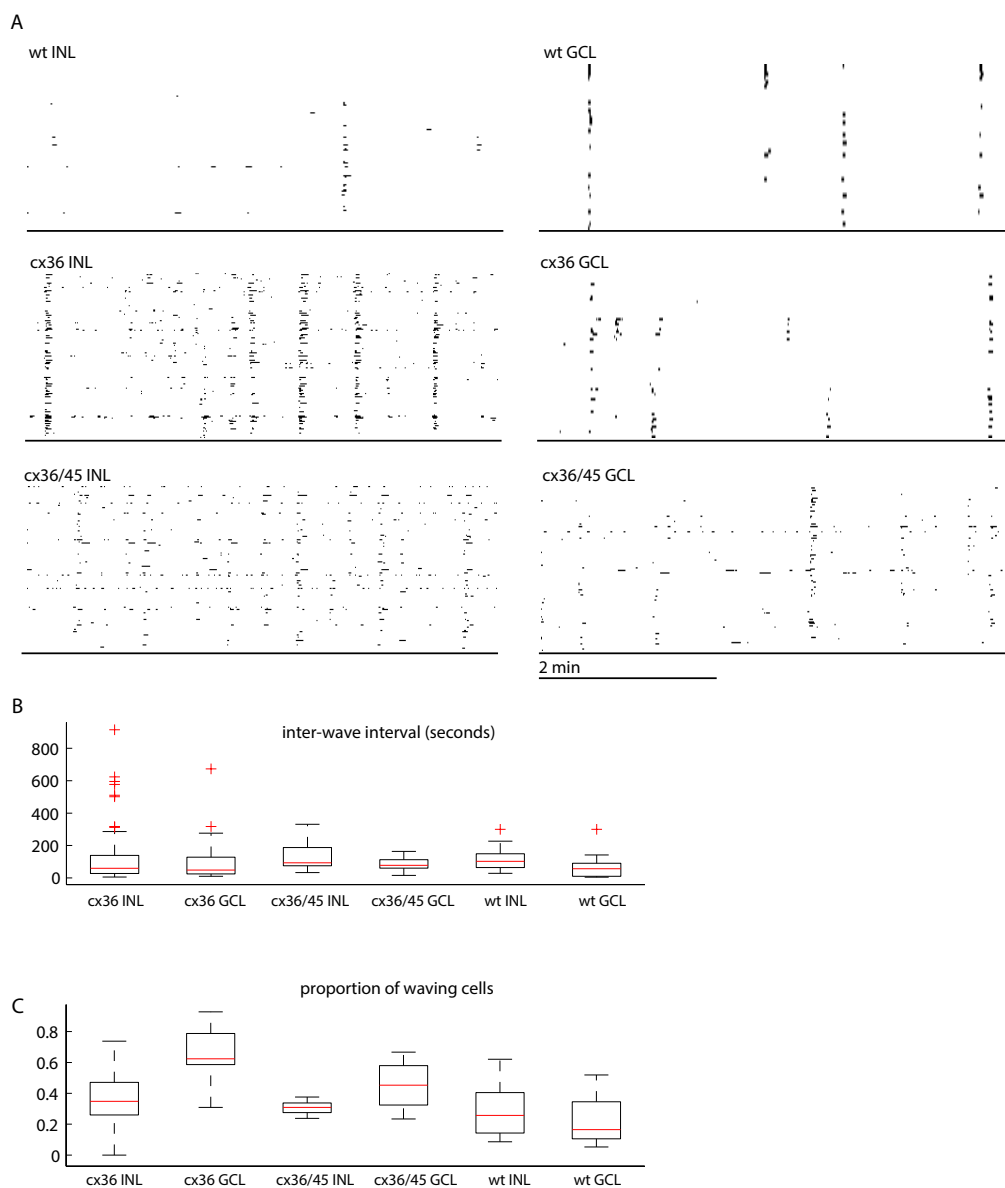 A
wt INL
wt GCL
cx36 INL
cx36 GCL
cx36/45 INL
cx36/45 GCL
2 min
B
inter-wave interval (seconds)
800
600
400
200
0
cx36 INL
cx36 GCL
cx36/45 INL
cx36/45 GCL
wt INL
wt GCL
proportion of waving cells
C
0.8
0.6
0.4
0.2
0
cx36 INL
cx36 GCL
cx36/45 INL
cx36/45 GCL
wt INL
wt GCL